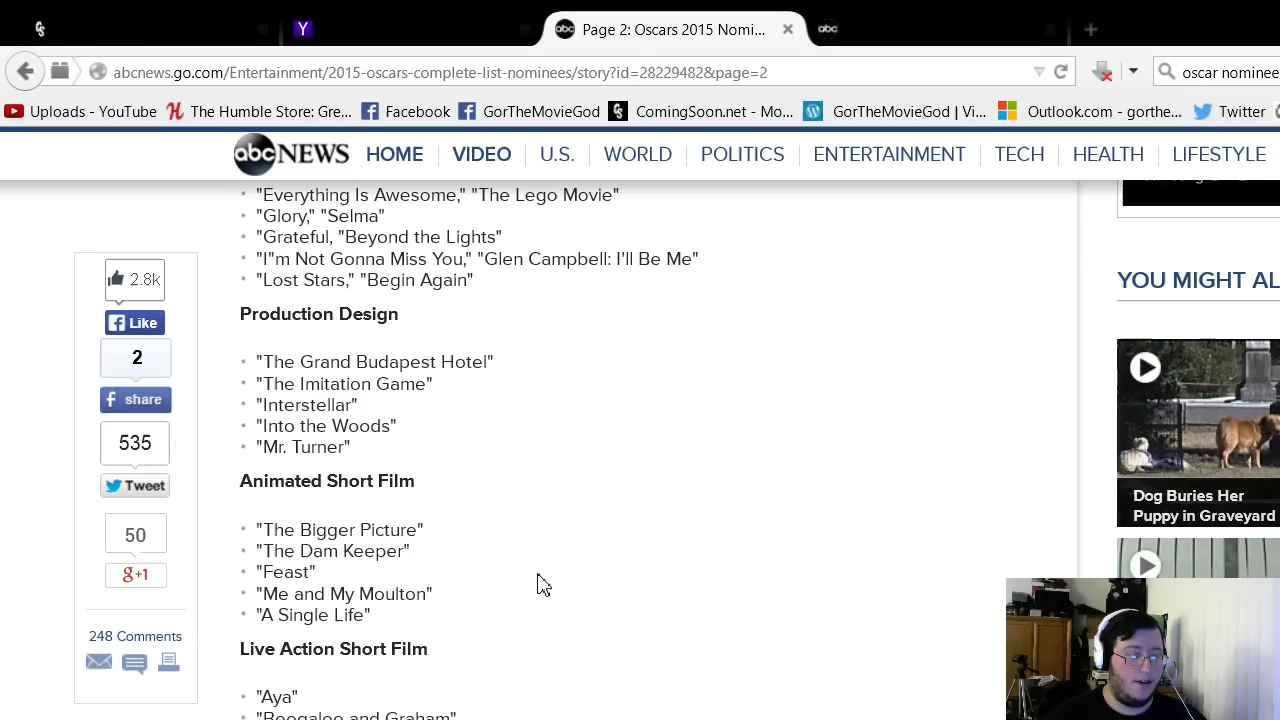 Page 2: Oscars 2015 Nomi...
abc
abcnews.go.com/Entertainment/2015-oscars-complete-list-nominees/story?id=28229482&page=2
oscar nominee
Uploads - YouTube
The Humble Store: Gre...
Facebook
GorTheMovieGod
ComingSoon.net - Mo...
GorTheMovieGod | Vi...
Outlook.com - gorthe...
Twitter
abc NEWS
HOME
VIDEO
U.S.
WORLD
POLITICS
ENTERTAINMENT
TECH
HEALTH
LIFESTYLE
"Everything Is Awesome," "The Lego Movie"
"Glory," "Selma"
"Grateful, "Beyond the Lights"
"I"m Not Gonna Miss You," "Glen Campbell: I'll Be Me"
"Lost Stars," "Begin Again"
Production Design
"The Grand Budapest Hotel"
"The Imitation Game"
"Interstellar"
"Into the Woods"
"Mr. Turner"
Animated Short Film
"The Bigger Picture"
"The Dam Keeper"
"Feast"
"Me and My Moulton"
"A Single Life"
Live Action Short Film
"Aya"
"Boogaloo and Graham"
2.8k
Like
2
share
535
Tweet
50
g+1
248 Comments
YOU MIGHT AL
Dog Buries Her
Puppy in Graveyard